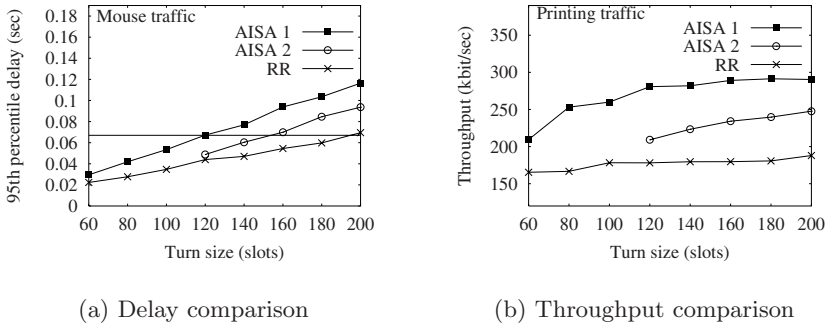 0.18
0.16
0.14
0.12
0.1
0.08
0.06
0.04
0.02
0
95th percentile delay (sec)
Mouse traffic
AISA 1
AISA 2
RR
60 80 100 120 140 160 180 200
Turn size (slots)
(a) Delay comparison
350
300
250
200
150
Throughput (kbit/sec)
Printing traffic
AISA 1
AISA 2
RR
60 80 100 120 140 160 180 200
Turn size (slots)
(b) Throughput comparison